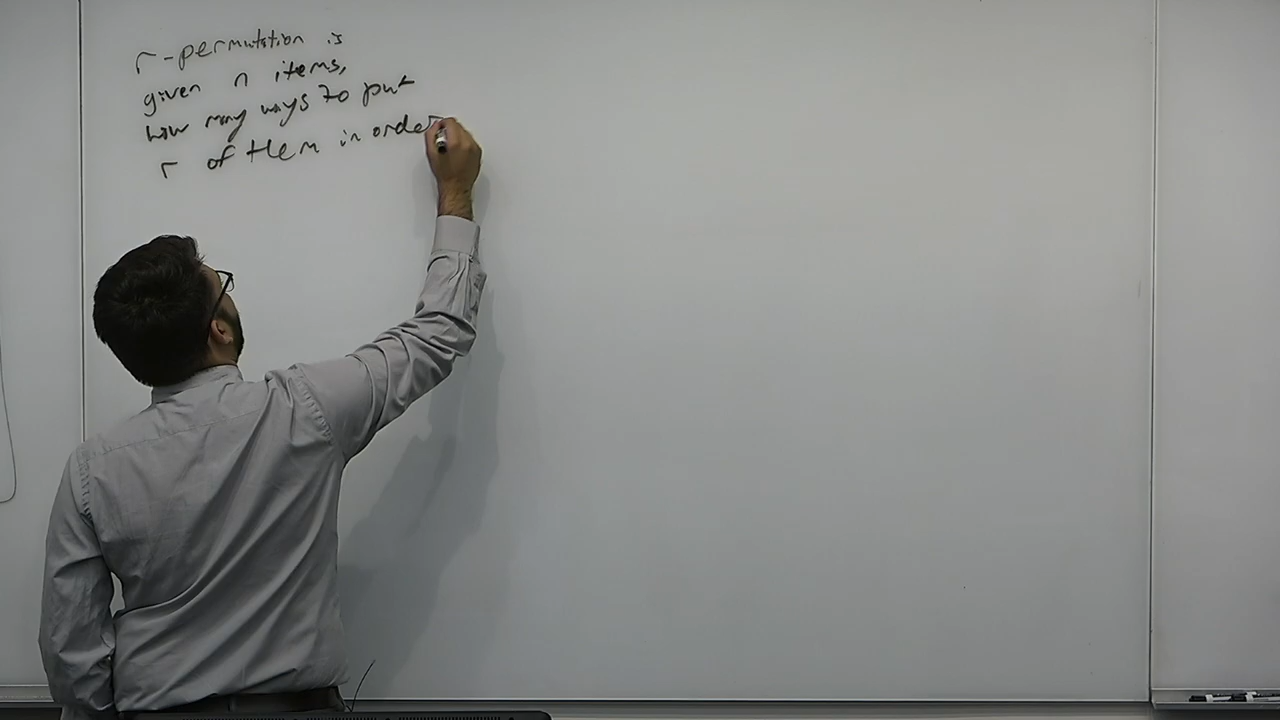 r-permutation is
given n items,
how many ways to put
r of them in order